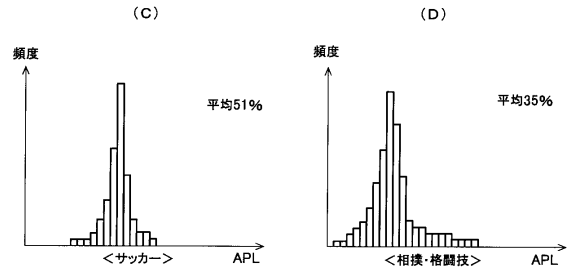 （C）
頻度
平均51%
＜サッカー＞
APL
（D）
頻度
平均35%
＜相撲・格闘技＞
APL